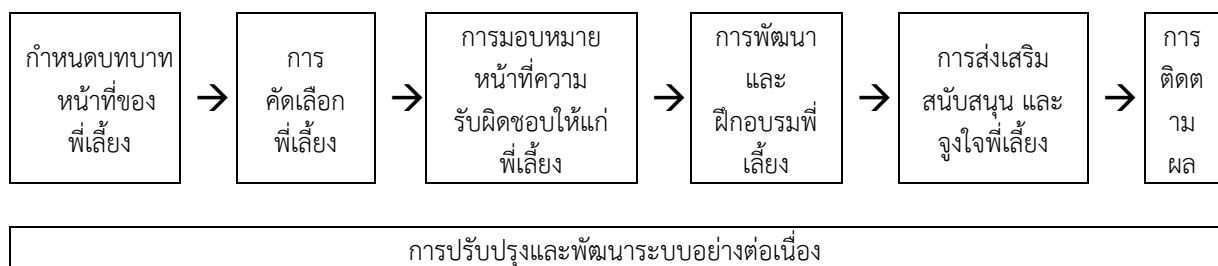 กำหนดบทบาท
หน้าที่ของ
พี่เลี้ยง
→
การ
คัดเลือก
พี่เลี้ยง
→
การมอบหมาย
หน้าที่ความ
รับผิดชอบให้แก่
พี่เลี้ยง
→
การพัฒนา
และ
ฝึกอบรมพี่
เลี้ยง
→
การส่งเสริม
สนับสนุน และ
จูงใจพี่เลี้ยง
→
การ
ติดต
าม
ผล
การปรับปรุงและพัฒนาระบบอย่างต่อเนื่อง